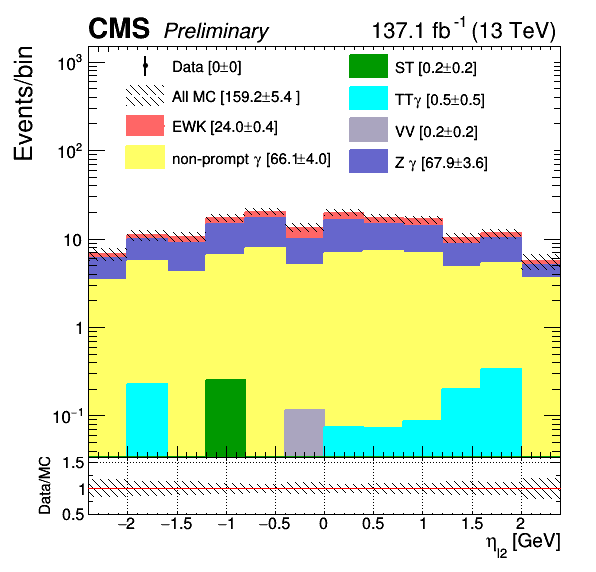 CMS Preliminary 137.1 fb⁻¹ (13 TeV)
Events/bin
Data [0±0]
All MC [159.2±5.4 ]
EWK [24.0±0.4]
non-prompt γ [66.1±4.0]
ST [0.2±0.2]
TTγ [0.5±0.5]
VV [0.2±0.2]
Z γ [67.9±3.6]
10³
10²
10
1
10⁻¹
Data/MC
1.5
1
0.5
−2 −1.5 −1 −0.5 0 0.5 1 1.5 2
η_l2 [GeV]